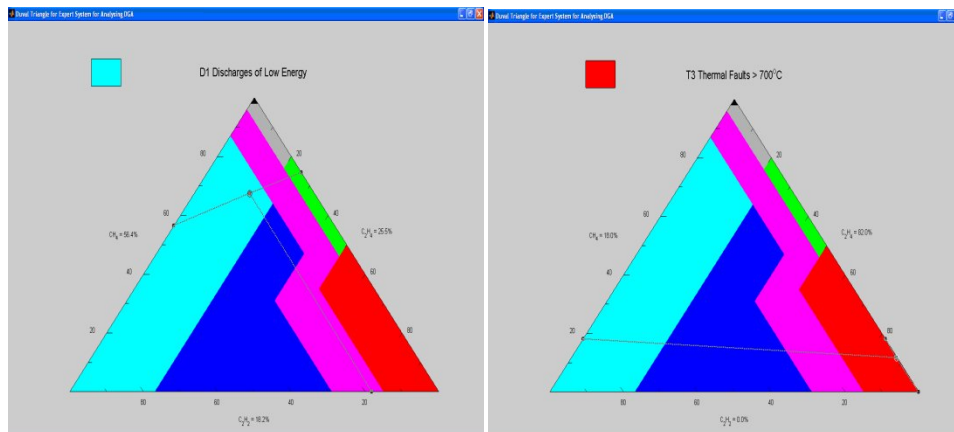 Duval Triangle for Expert System for Analysing DGA
D1 Discharges of Low Energy
80
20
60
40
CH4 = 56.4%
C2H4 = 25.5%
40
60
20
80
80
60
40
20
C2H2 = 18.2%
Duval Triangle for Expert System for Analysing DGA
T3 Thermal Faults > 700°C
80
20
60
40
CH4 = 18.0%
C2H4 = 82.0%
40
60
20
80
80
60
40
20
C2H2 = 0.0%